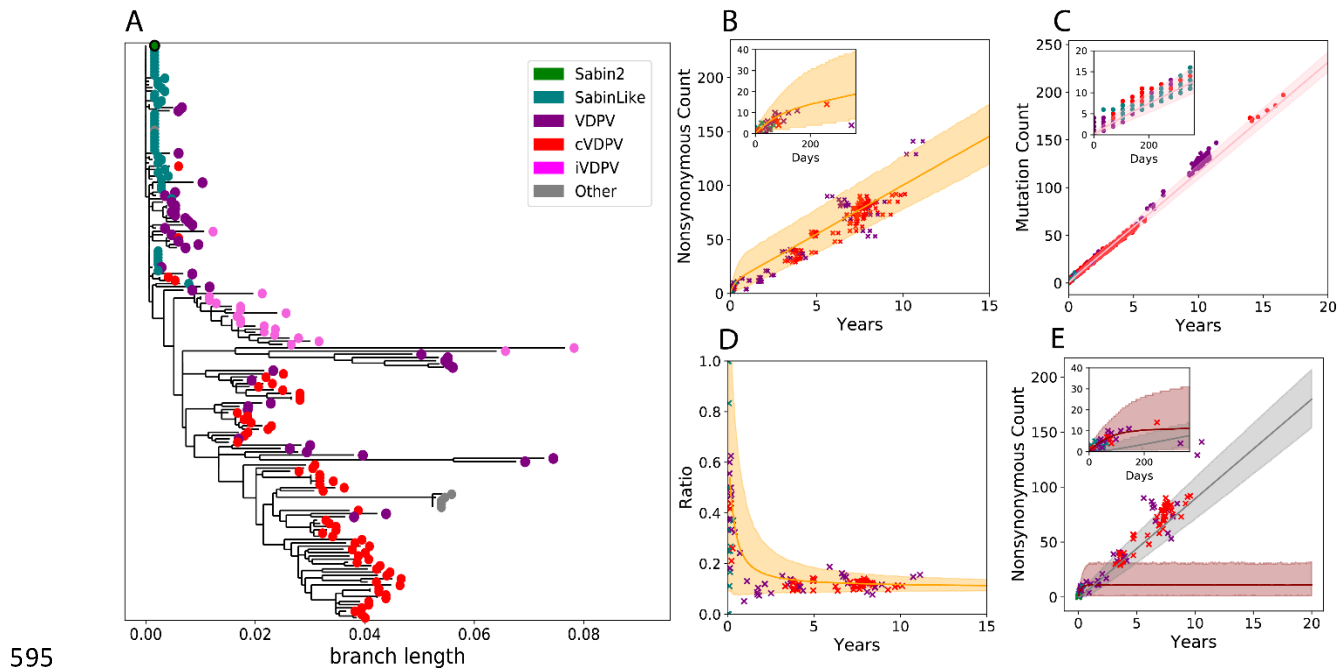 A
Sabin2
SabinLike
VDPV
cVDPV
iVDPV
Other
0.00 0.02 0.04 0.06 0.08
branch length
B
Nonsynonymous Count
200
150
100
50
0
0 5 10 15
Years
40
30
20
10
0
0 200
Days
C
Mutation Count
250
200
150
100
50
0
0 5 10 15 20
Years
20
15
10
5
0
0 200
Days
D
Ratio
1.0
0.8
0.6
0.4
0.2
0.0
0 5 10 15
Years
E
Nonsynonymous Count
200
150
100
50
0
0 5 10 15 20
Years
40
30
20
10
0
0 200
Days
595